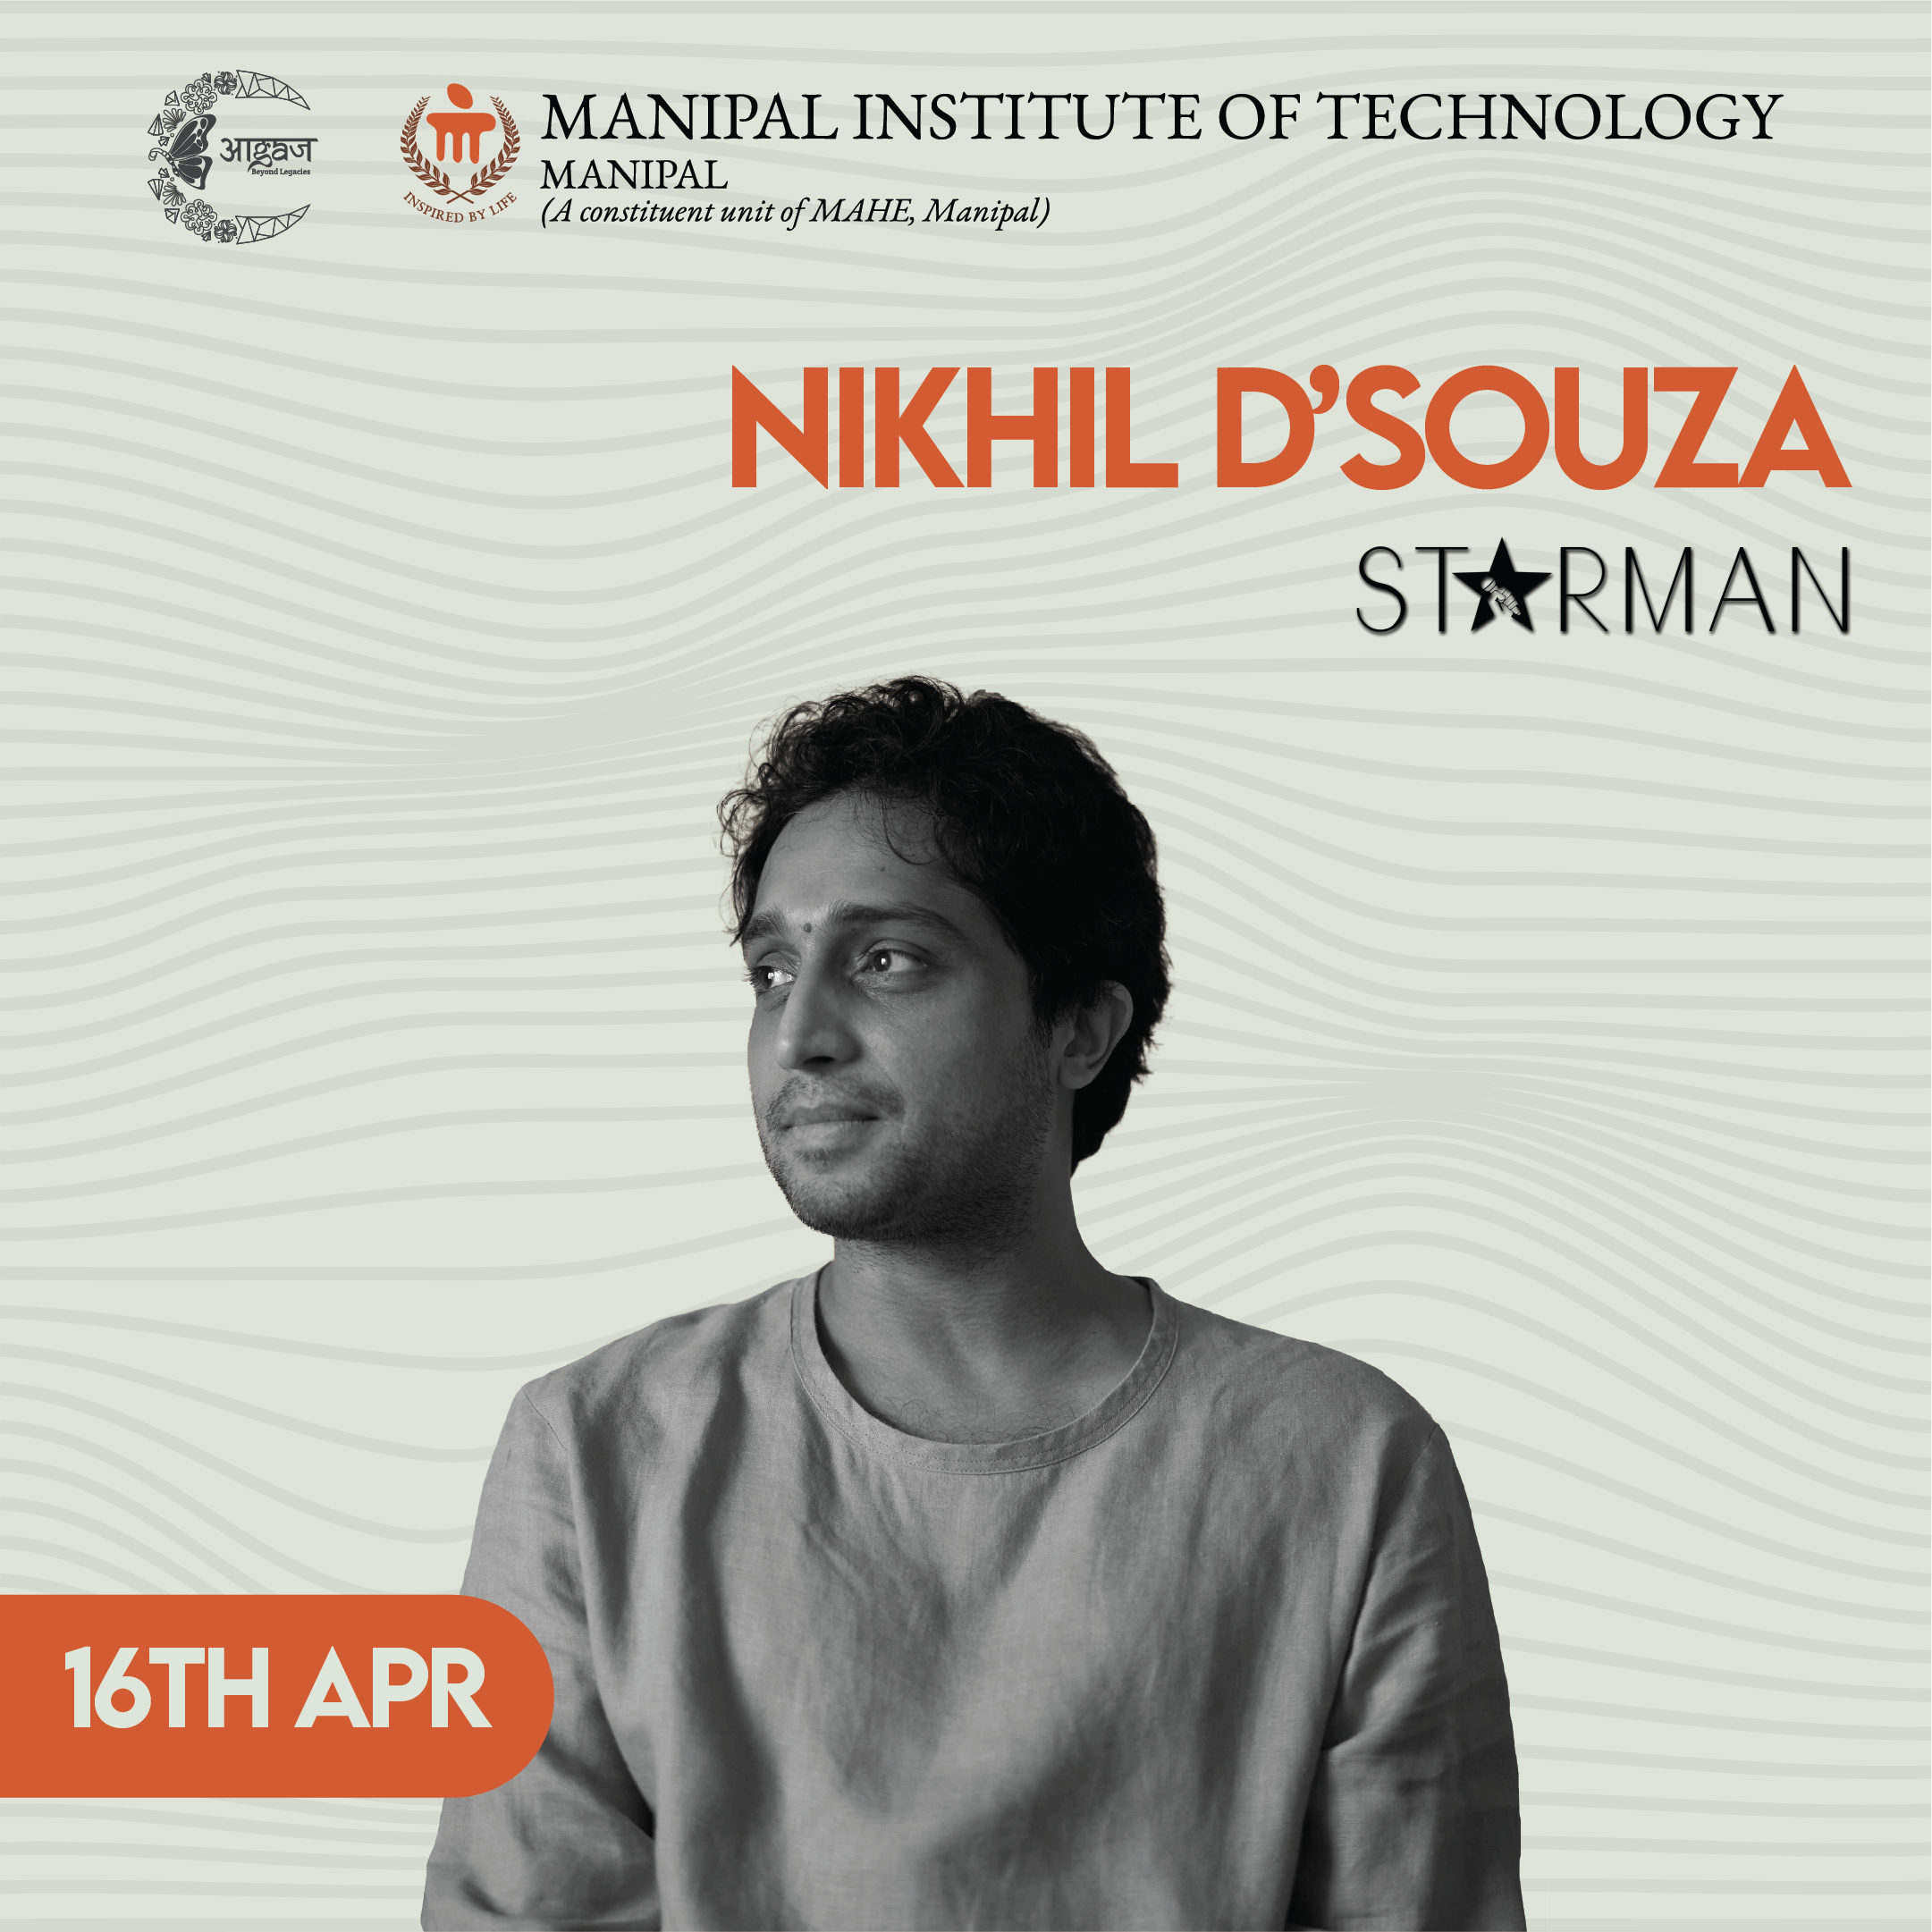 आग़ाज़
Beyond Legacies
INSPIRED BY LIFE
MANIPAL INSTITUTE OF TECHNOLOGY
MANIPAL
(A constituent unit of MAHE, Manipal)
NIKHIL D’SOUZA
STARMAN
16TH APR